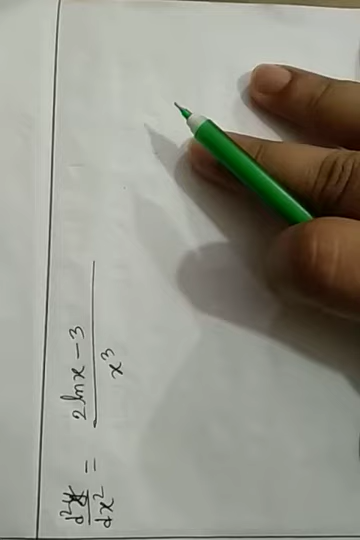 d²y/dx² = (2lnx - 3)/x³